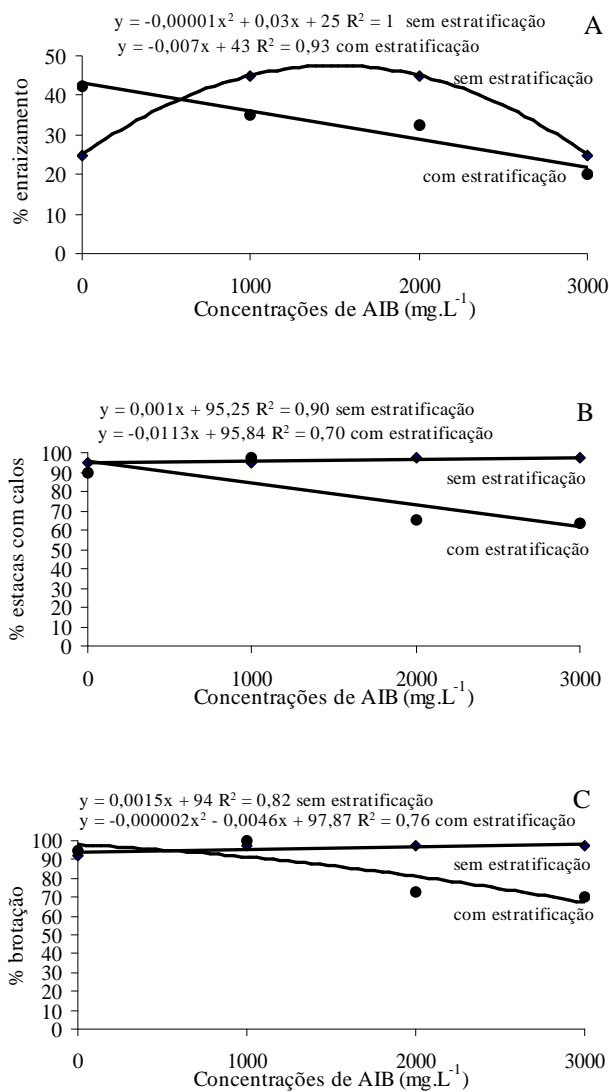 y = -0,00001x² + 0,03x + 25 R² = 1 sem estratificação
A
y = -0,007x + 43 R² = 0,93 com estratificação
50
40
30
20
10
0
% enraizamento
sem estratificação
com estratificação
0 1000 2000 3000
Concentrações de AIB (mg.L⁻¹)
y = 0,001x + 95,25 R² = 0,90 sem estratificação
B
y = -0,0113x + 95,84 R² = 0,70 com estratificação
100
90
80
70
60
50
40
30
20
10
0
% estacas com calos
sem estratificação
com estratificação
0 1000 2000 3000
Concentrações de AIB (mg.L⁻¹)
y = 0,0015x + 94 R² = 0,82 sem estratificação
C
y = -0,000002x² - 0,0046x + 97,87 R² = 0,76 com estratificação
100
90
80
70
60
50
40
30
20
10
0
% brotação
sem estratificação
com estratificação
0 1000 2000 3000
Concentrações de AIB (mg.L⁻¹)